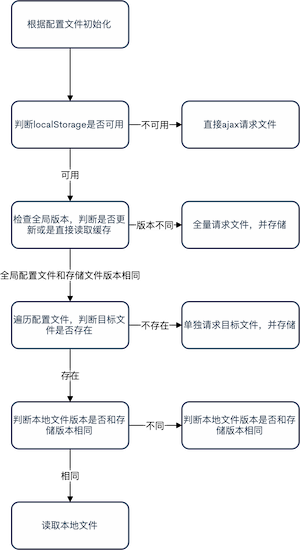 根据配置文件初始化
判断localStorage是否可用
不可用
直接ajax请求文件
可用
检查全局版本，判断是否更
新或是直接读取缓存
版本不同
全量请求文件，并存储
全局配置文件和存储文件版本相同
遍历配置文件，判断目标文
件是否存在
不存在
单独请求目标文件，并存储
存在
判断本地文件版本是否和存
储版本相同
不同
判断本地文件版本是否和存
储版本相同
相同
读取本地文件